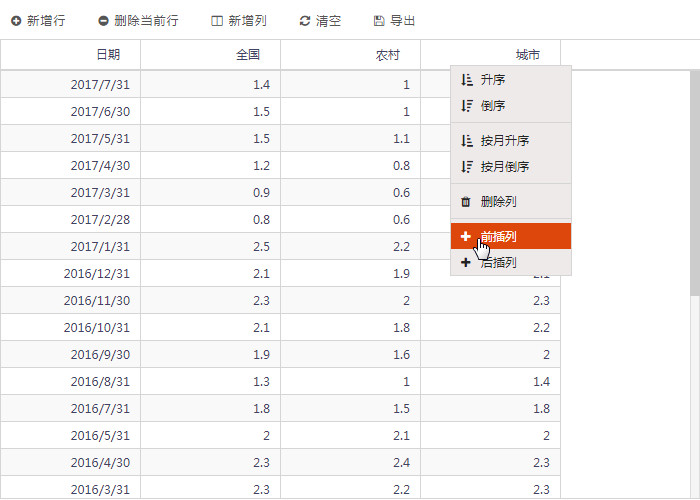 新增行 删除当前行 新增列 清空 导出
日期 全国 农村 城市
2017/7/31 1.4 1
升序
2017/6/30 1.5 1
倒序
2017/5/31 1.5 1.1
按月升序
2017/4/30 1.2 0.8
按月倒序
2017/3/31 0.9 0.6
删除列
2017/2/28 0.8 0.6
前插列
2017/1/31 2.5 2.2
后插列
2016/12/31 2.1 1.9 2.1
2016/11/30 2.3 2 2.3
2016/10/31 2.1 1.8 2.2
2016/9/30 1.9 1.6 2
2016/8/31 1.3 1 1.4
2016/7/31 1.8 1.5 1.8
2016/5/31 2 2.1 2
2016/4/30 2.3 2.4 2.3
2016/3/31 2.3 2.2 2.3